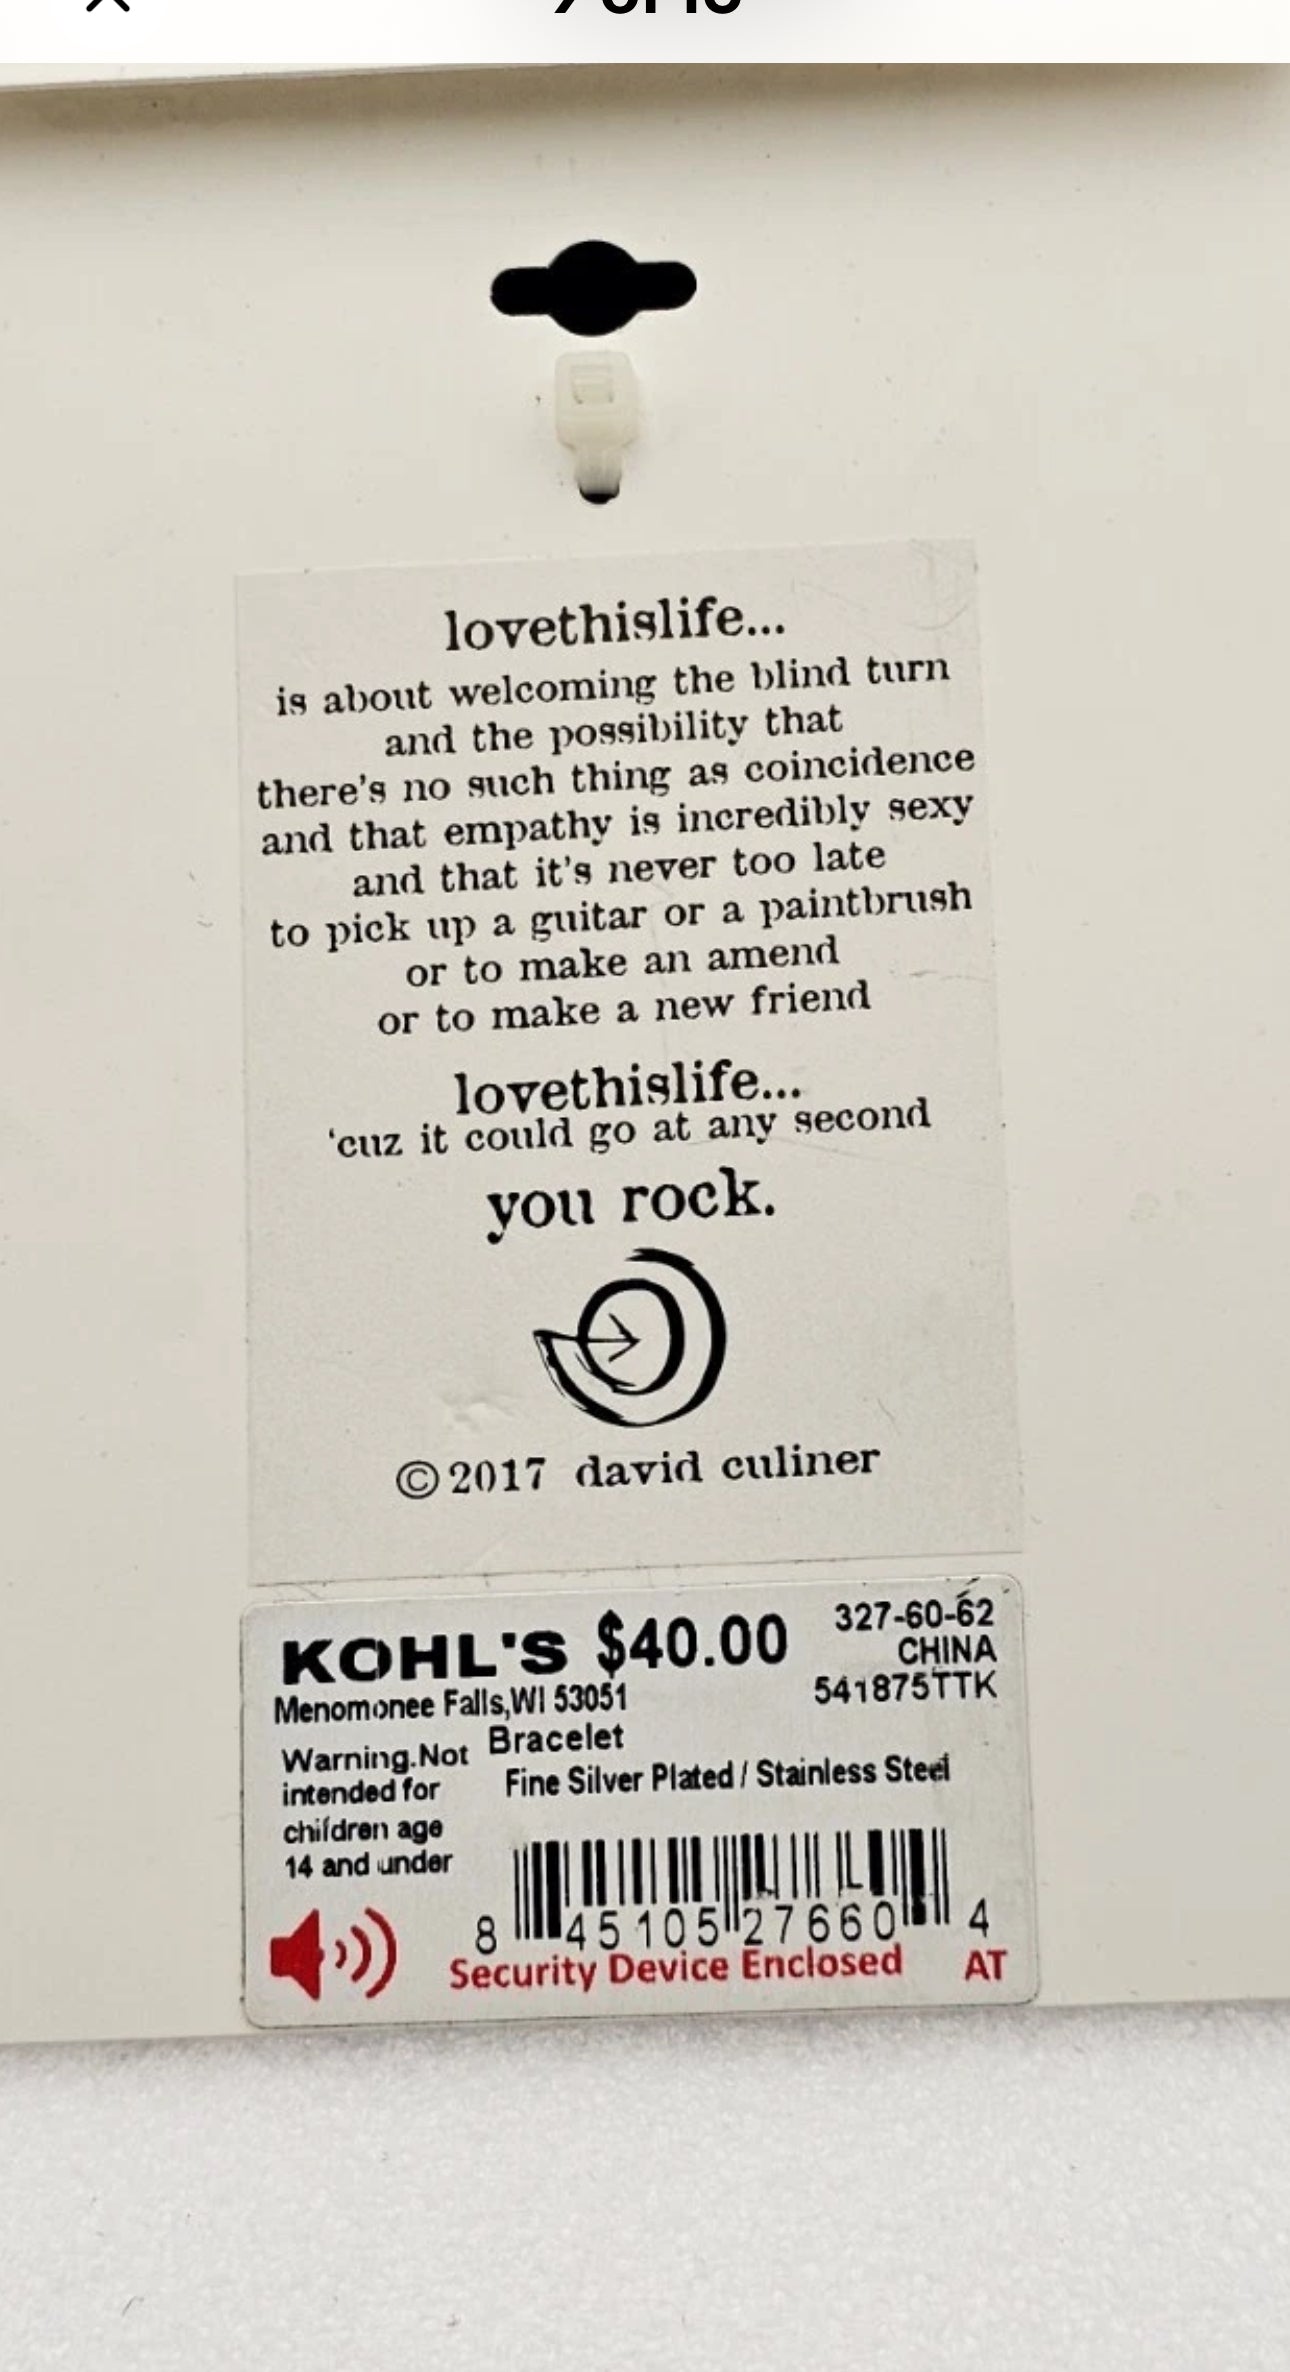 lovethislife...
is about welcoming the blind turn
and the possibility that
there's no such thing as coincidence
and that empathy is incredibly sexy
and that it's never too late
to pick up a guitar or a paintbrush
or to make an amend
or to make a new friend
lovethislife...
'cuz it could go at any second
you rock.
©2017 david culiner
KOHL'S $40.00
327-60-62
CHINA
541875TTK
Menomonee Falls,WI 53051
Bracelet
Fine Silver Plated / Stainless Steel
Warning.Not
intended for
children age
14 and under
8 45105 27660 4
Security Device Enclosed AT